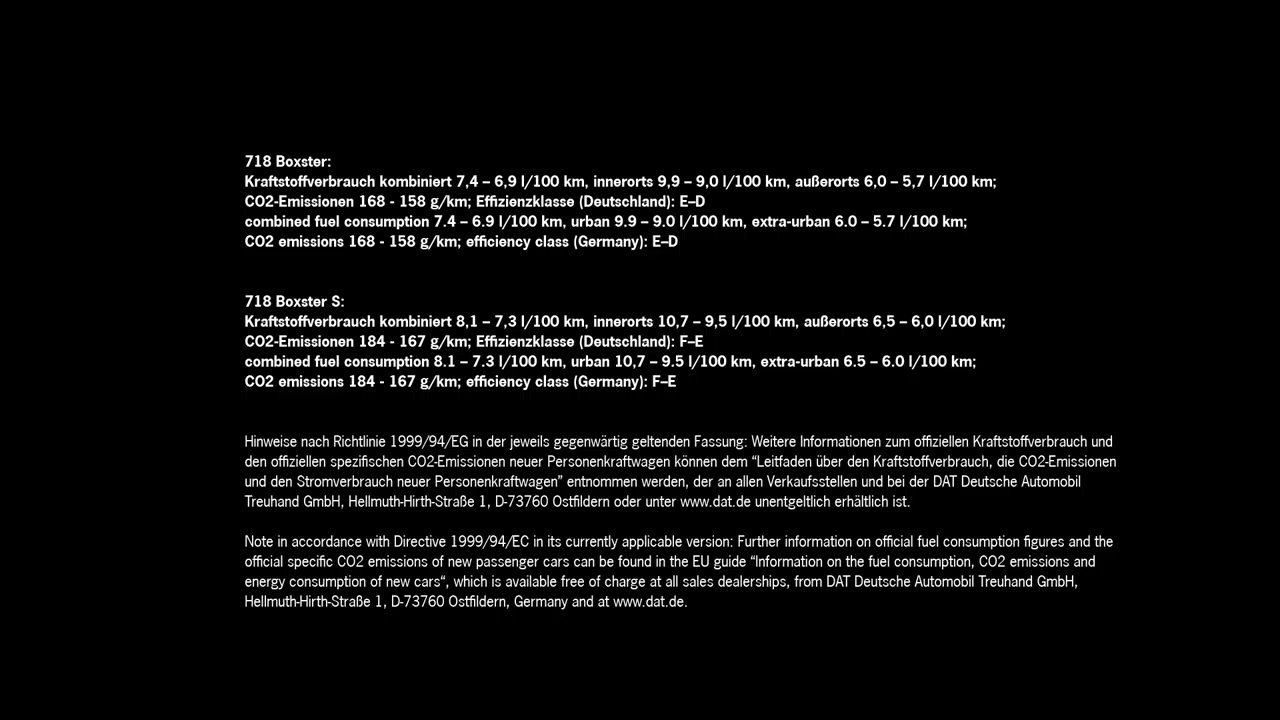 718 Boxster:
Kraftstoffverbrauch kombiniert 7,4 – 6,9 l/100 km, innerorts 9,9 – 9,0 l/100 km, außerorts 6,0 – 5,7 l/100 km;
CO2-Emissionen 168 - 158 g/km; Effizienzklasse (Deutschland): E–D
combined fuel consumption 7.4 – 6.9 l/100 km, urban 9.9 – 9.0 l/100 km, extra-urban 6.0 – 5.7 l/100 km;
CO2 emissions 168 - 158 g/km; efficiency class (Germany): E–D
718 Boxster S:
Kraftstoffverbrauch kombiniert 8,1 – 7,3 l/100 km, innerorts 10,7 – 9,5 l/100 km, außerorts 6,5 – 6,0 l/100 km;
CO2-Emissionen 184 - 167 g/km; Effizienzklasse (Deutschland): F–E
combined fuel consumption 8.1 – 7.3 l/100 km, urban 10,7 – 9.5 l/100 km, extra-urban 6.5 – 6.0 l/100 km;
CO2 emissions 184 - 167 g/km; efficiency class (Germany): F–E
Hinweise nach Richtlinie 1999/94/EG in der jeweils gegenwärtig geltenden Fassung: Weitere Informationen zum offiziellen Kraftstoffverbrauch und
den offiziellen spezifischen CO2-Emissionen neuer Personenkraftwagen können dem “Leitfaden über den Kraftstoffverbrauch, die CO2-Emissionen
und den Stromverbrauch neuer Personenkraftwagen” entnommen werden, der an allen Verkaufsstellen und bei der DAT Deutsche Automobil
Treuhand GmbH, Hellmuth-Hirth-Straße 1, D-73760 Ostfildern oder unter www.dat.de unentgeltlich erhältlich ist.
Note in accordance with Directive 1999/94/EC in its currently applicable version: Further information on official fuel consumption figures and the
official specific CO2 emissions of new passenger cars can be found in the EU guide “Information on the fuel consumption, CO2 emissions and
energy consumption of new cars“, which is available free of charge at all sales dealerships, from DAT Deutsche Automobil Treuhand GmbH,
Hellmuth-Hirth-Straße 1, D-73760 Ostfildern, Germany and at www.dat.de.